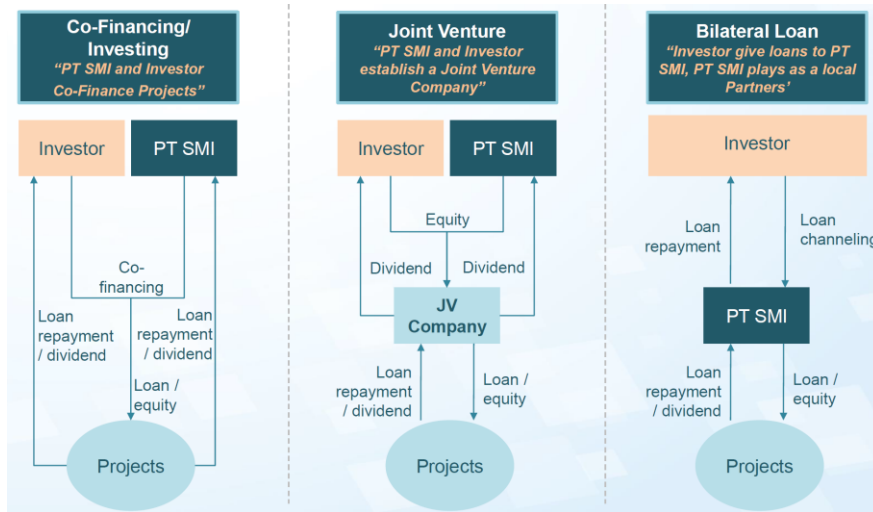 Co-Financing/
Investing
“PT SMI and Investor
Co-Finance Projects”
Investor
PT SMI
Co-
financing
Loan
repayment
/ dividend
Loan
repayment
/ dividend
Loan /
equity
Projects
Joint Venture
“PT SMI and Investor
establish a Joint Venture
Company”
Investor
PT SMI
Equity
Dividend
Dividend
JV
Company
Loan
repayment
/ dividend
Loan /
equity
Projects
Bilateral Loan
“Investor give loans to PT
SMI, PT SMI plays as a local
Partners’
Investor
Loan
repayment
Loan
channeling
PT SMI
Loan
repayment
/ dividend
Loan /
equity
Projects